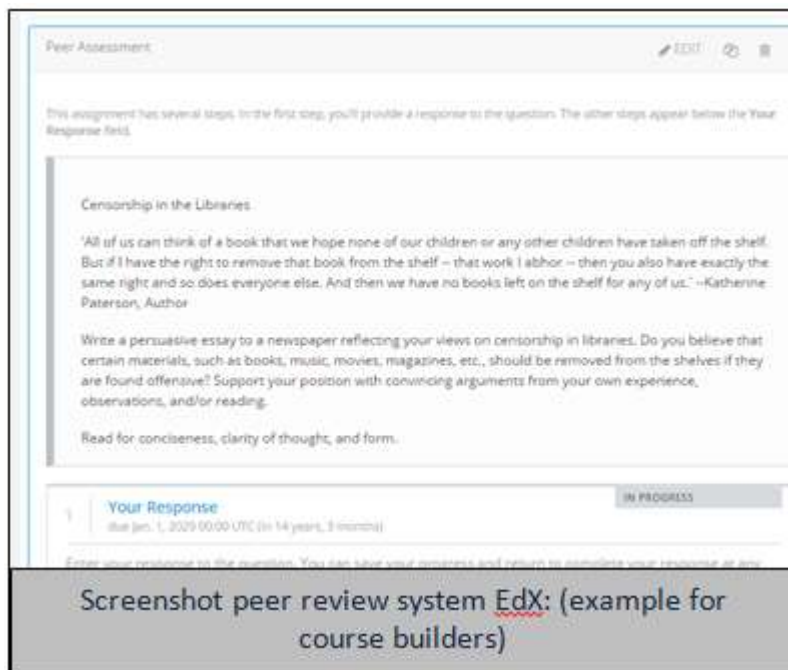 Peer Assessment EDIT
This assignment has several steps. In the first step, you'll provide a response to the question. The other steps appear below the Your
Response field.
Censorship in the Libraries
'All of us can think of a book that we hope none of our children or any other children have taken off the shelf.
But if I have the right to remove that book from the shelf -- that work I abhor -- then you also have exactly the
same right and so does everyone else. And then we have no books left on the shelf for any of us.' --Katherine
Paterson, Author
Write a persuasive essay to a newspaper reflecting your views on censorship in libraries. Do you believe that
certain materials, such as books, music, movies, magazines, etc., should be removed from the shelves if they
are found offensive? Support your position with convincing arguments from your own experience,
observations, and/or reading.
Read for conciseness, clarity of thought, and form.
IN PROGRESS
1 Your Response
due Jan. 1, 2029 00:00 UTC (in 14 years, 3 months)
Enter your response to the question. You can save your progress and return to complete your response at any
Screenshot peer review system EdX: (example for
course builders)